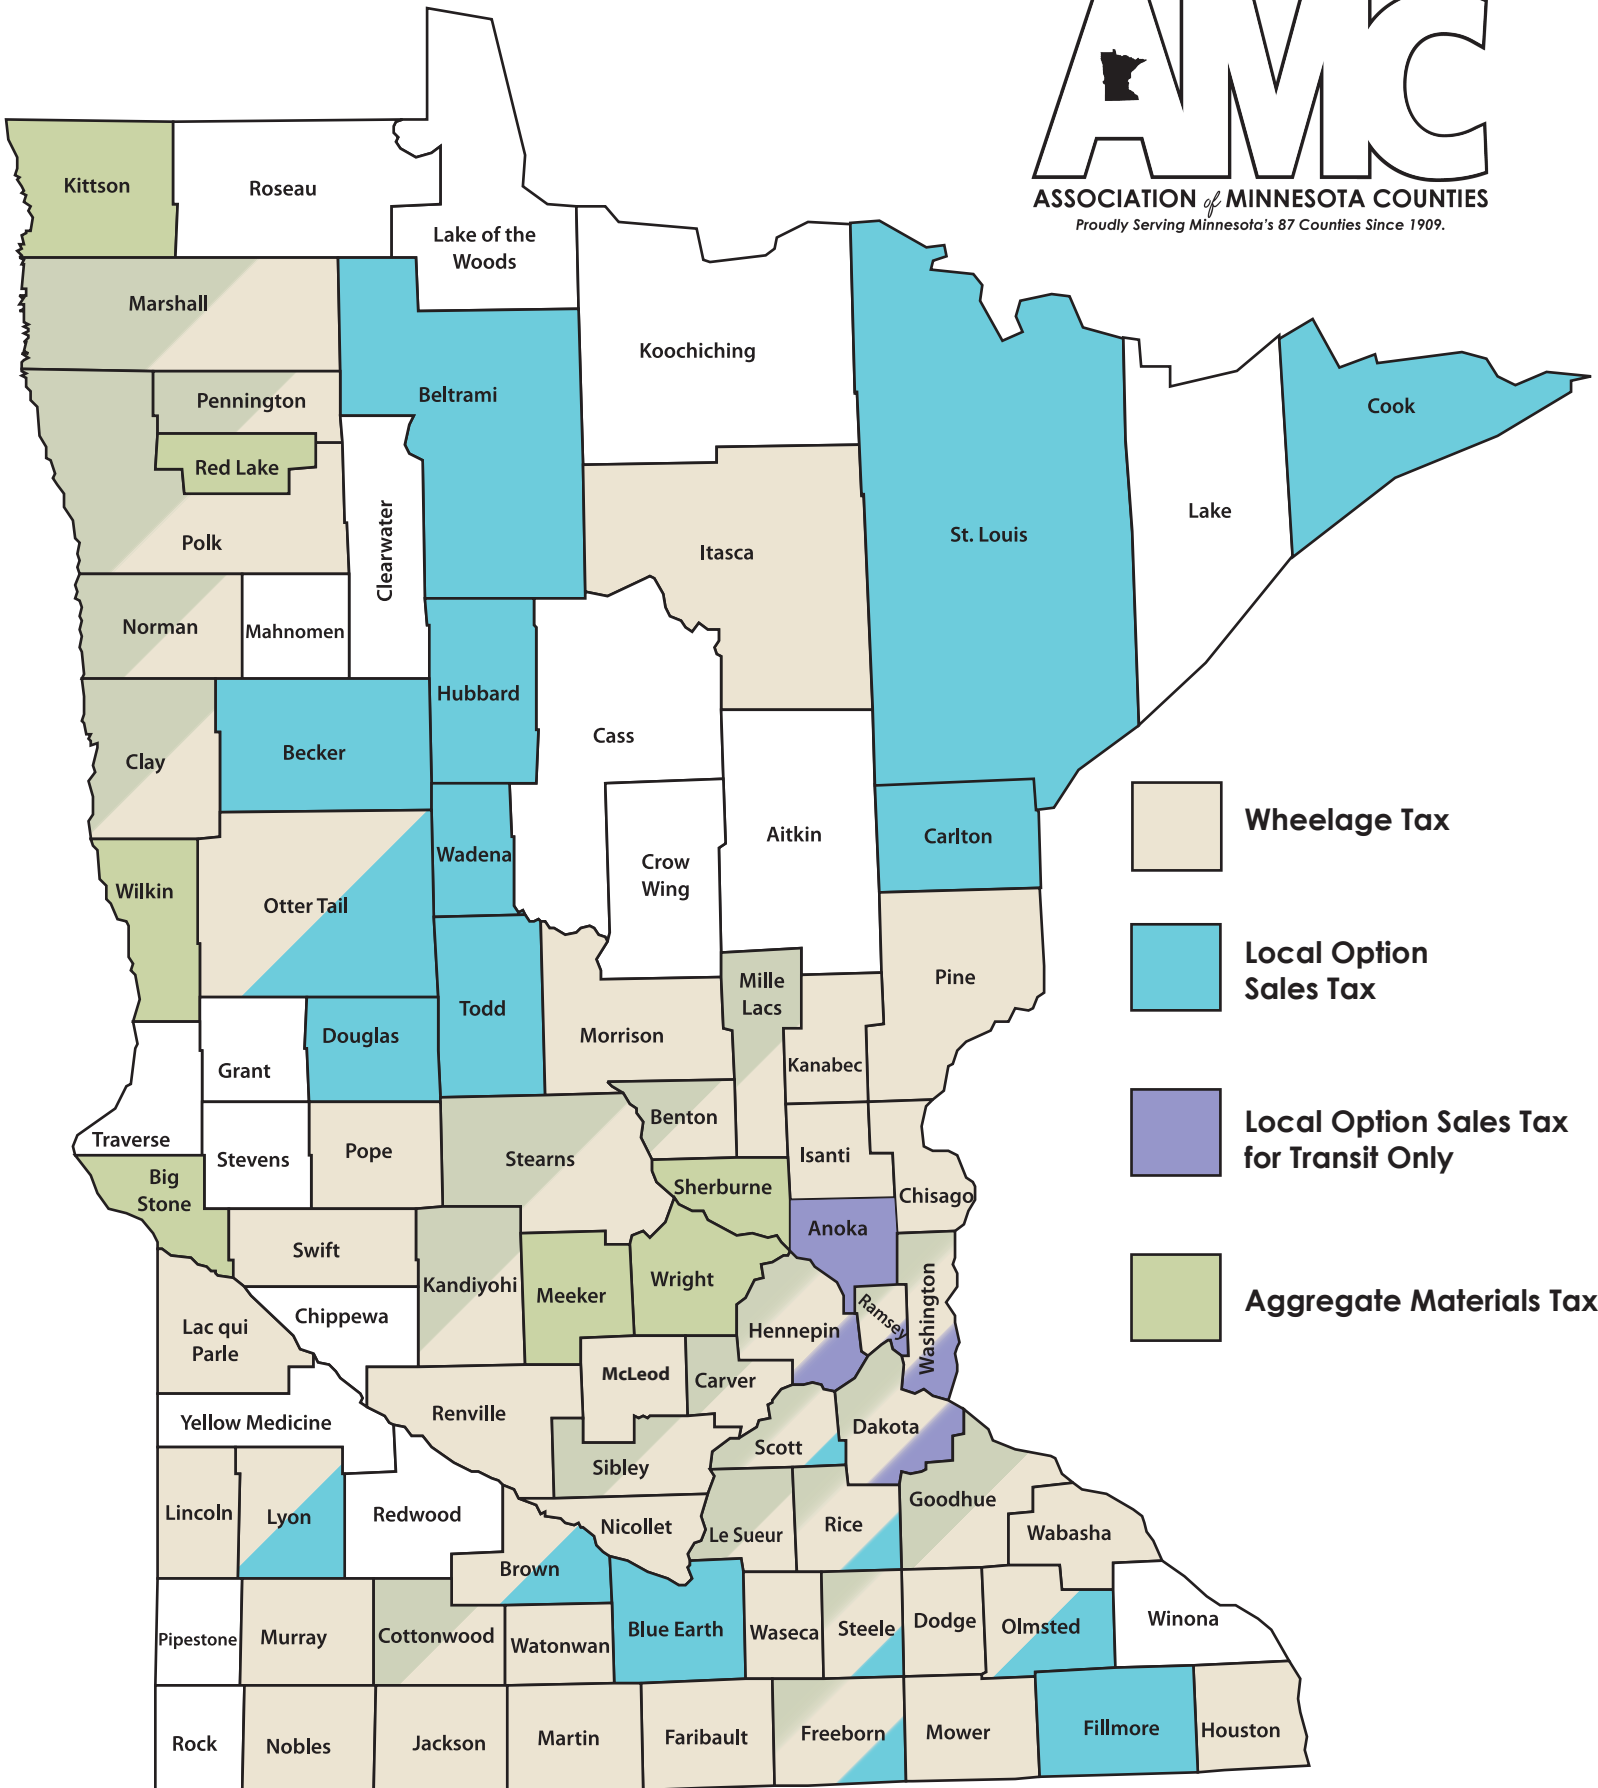 AMC
ASSOCIATION of MINNESOTA COUNTIES
Proudly Serving Minnesota's 87 Counties Since 1909.
Kittson
Roseau
Lake of the
Woods
Marshall
Koochiching
Beltrami
Pennington
Cook
Red Lake
Lake
St. Louis
Polk
Clearwater
Itasca
Norman
Mahnomen
Hubbard
Cass
Becker
Clay
Aitkin
Carlton
Wadena
Crow
Wing
Wilkin
Otter Tail
Pine
Mille
Lacs
Todd
Morrison
Douglas
Kanabec
Grant
Benton
Traverse
Stevens
Pope
Stearns
Isanti
Big
Stone
Sherburne
Chisago
Anoka
Swift
Kandiyohi
Meeker
Wright
Washington
Ramsey
Hennepin
Chippewa
Lac qui
Parle
McLeod
Carver
Renville
Yellow Medicine
Dakota
Scott
Sibley
Goodhue
Lincoln
Lyon
Redwood
Nicollet
Le Sueur
Rice
Wabasha
Brown
Pipestone
Murray
Cottonwood
Watonwan
Blue Earth
Waseca
Steele
Dodge
Olmsted
Winona
Rock
Nobles
Jackson
Martin
Faribault
Freeborn
Mower
Fillmore
Houston
Wheelage Tax
Local Option
Sales Tax
Local Option Sales Tax
for Transit Only
Aggregate Materials Tax